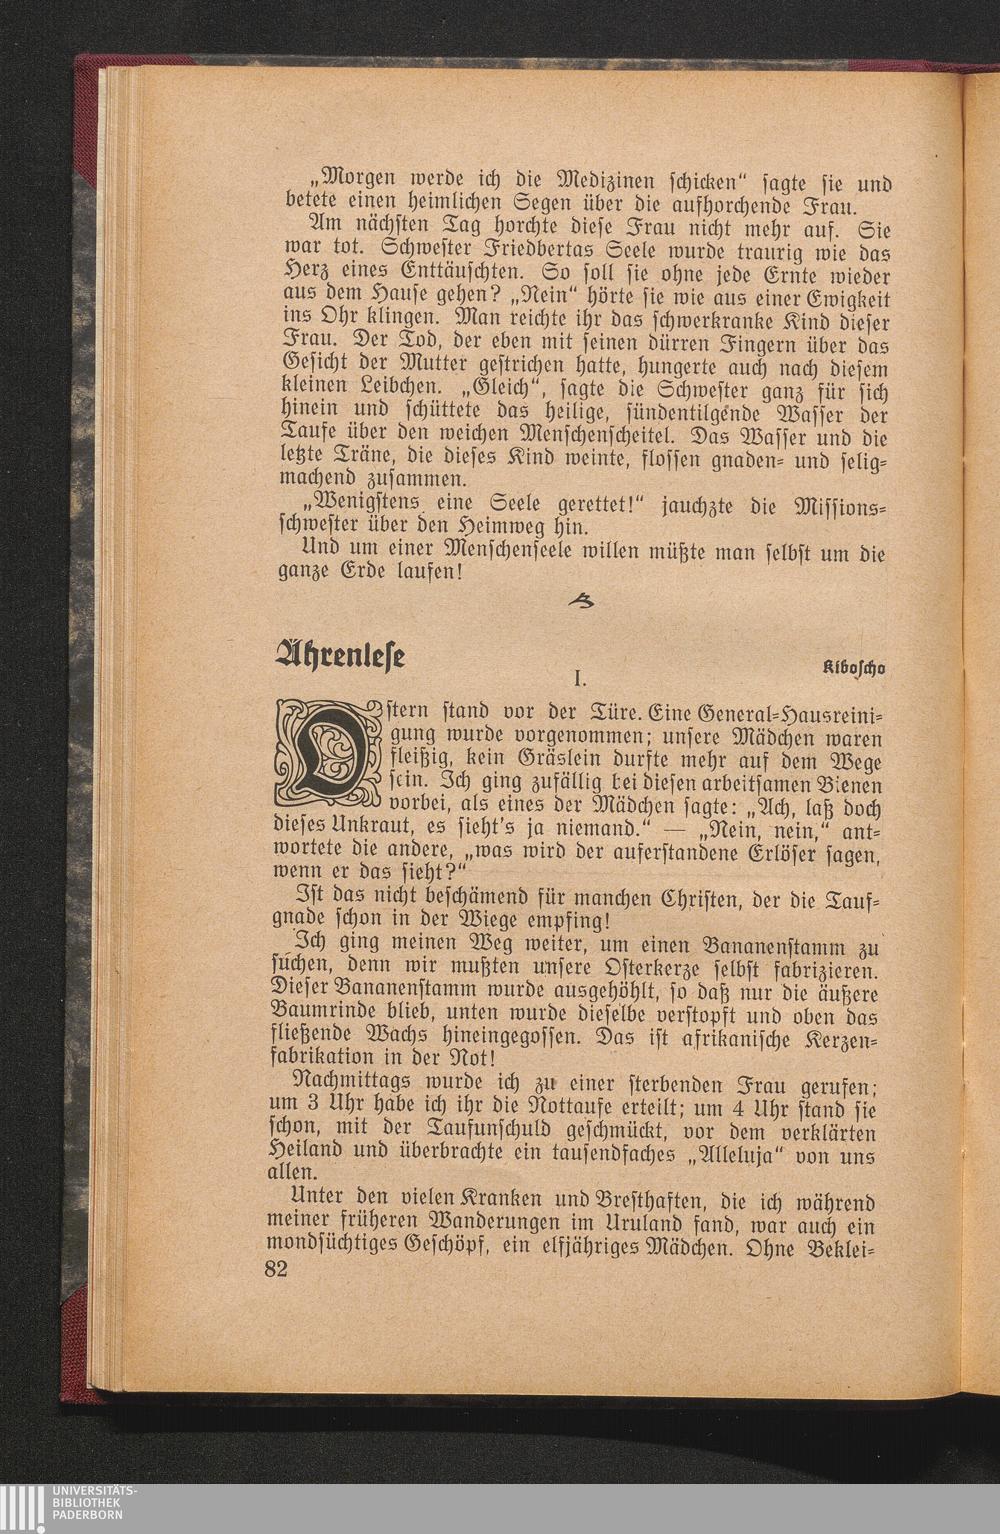 „Morgen werde ich die Medizinen schicken“ sagte sie und
betete einen heimlichen Segen über die aufhorchende Frau.
Am nächsten Tag horchte diese Frau nicht mehr auf. Sie
war tot. Schwester Friedbertas Seele wurde traurig wie das
Herz eines Enttäuschten. So soll sie ohne jede Ernte wieder
aus dem Hause gehen? „Nein“ hörte sie wie aus einer Ewigkeit
ins Ohr klingen. Man reichte ihr das schwerkranke Kind dieser
Frau. Der Tod, der eben mit seinen dürren Fingern über das
Gesicht der Mutter gestrichen hatte, hungerte auch nach diesem
kleinen Leibchen. „Gleich“, sagte die Schwester ganz für sich
hinein und schüttete das heilige, sündentilgende Wasser der
Taufe über den weichen Menschenscheitel. Das Wasser und die
letzte Träne, die dieses Kind weinte, flossen gnaden= und selig=
machend zusammen.
„Wenigstens eine Seele gerettet!“ jauchzte die Missions=
schwester über den Heimweg hin.
Und um einer Menschenseele willen müßte man selbst um die
ganze Erde laufen!
Ährenlese
Kiboscho
I.
Ostern stand vor der Türe. Eine General=Hausreini=
gung wurde vorgenommen; unsere Mädchen waren
fleißig, kein Gräslein durfte mehr auf dem Wege
sein. Ich ging zufällig bei diesen arbeitsamen Bienen
vorbei, als eines der Mädchen sagte: „Ach, laß doch
dieses Unkraut, es sieht's ja niemand.“ — „Nein, nein,“ ant=
wortete die andere, „was wird der auferstandene Erlöser sagen,
wenn er das sieht?“
Ist das nicht beschämend für manchen Christen, der die Tauf=
gnade schon in der Wiege empfing!
Ich ging meinen Weg weiter, um einen Bananenstamm zu
suchen, denn wir mußten unsere Osterkerze selbst fabrizieren.
Dieser Bananenstamm wurde ausgehöhlt, so daß nur die äußere
Baumrinde blieb, unten wurde dieselbe verstopft und oben das
fließende Wachs hineingegossen. Das ist afrikanische Kerzen=
fabrikation in der Not!
Nachmittags wurde ich zu einer sterbenden Frau gerufen;
um 3 Uhr habe ich ihr die Nottaufe erteilt; um 4 Uhr stand sie
schon, mit der Taufunschuld geschmückt, vor dem verklärten
Heiland und überbrachte ein tausendfaches „Alleluja“ von uns
allen.
Unter den vielen Kranken und Bresthaften, die ich während
meiner früheren Wanderungen im Uruland fand, war auch ein
mondsüchtiges Geschöpf, ein elfjähriges Mädchen. Ohne Beklei=
82
UNIVERSITÄTS-
BIBLIOTHEK
PADERBORN